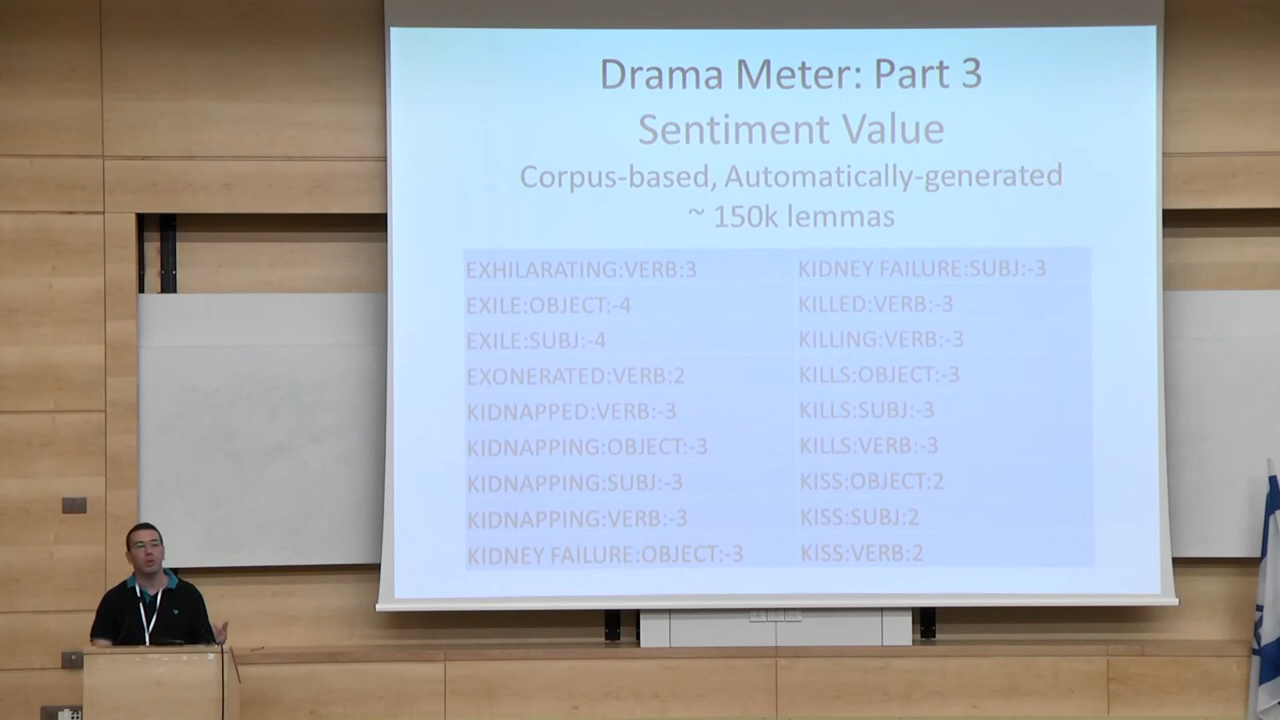 Drama Meter: Part 3
Sentiment Value
Corpus-based, Automatically-generated
~ 150k lemmas
EXHILARATING:VERB:3
EXILE:OBJECT:-4
EXILE:SUBJ:-4
EXONERATED:VERB:2
KIDNAPPED:VERB:-3
KIDNAPPING:OBJECT:-3
KIDNAPPING:SUBJ:-3
KIDNAPPING:VERB:-3
KIDNEY FAILURE:OBJECT:-3
KIDNEY FAILURE:SUBJ:-3
KILLED:VERB:-3
KILLING:VERB:-3
KILLS:OBJECT:-3
KILLS:SUBJ:-3
KILLS:VERB:-3
KISS:OBJECT:2
KISS:SUBJ:2
KISS:VERB:2